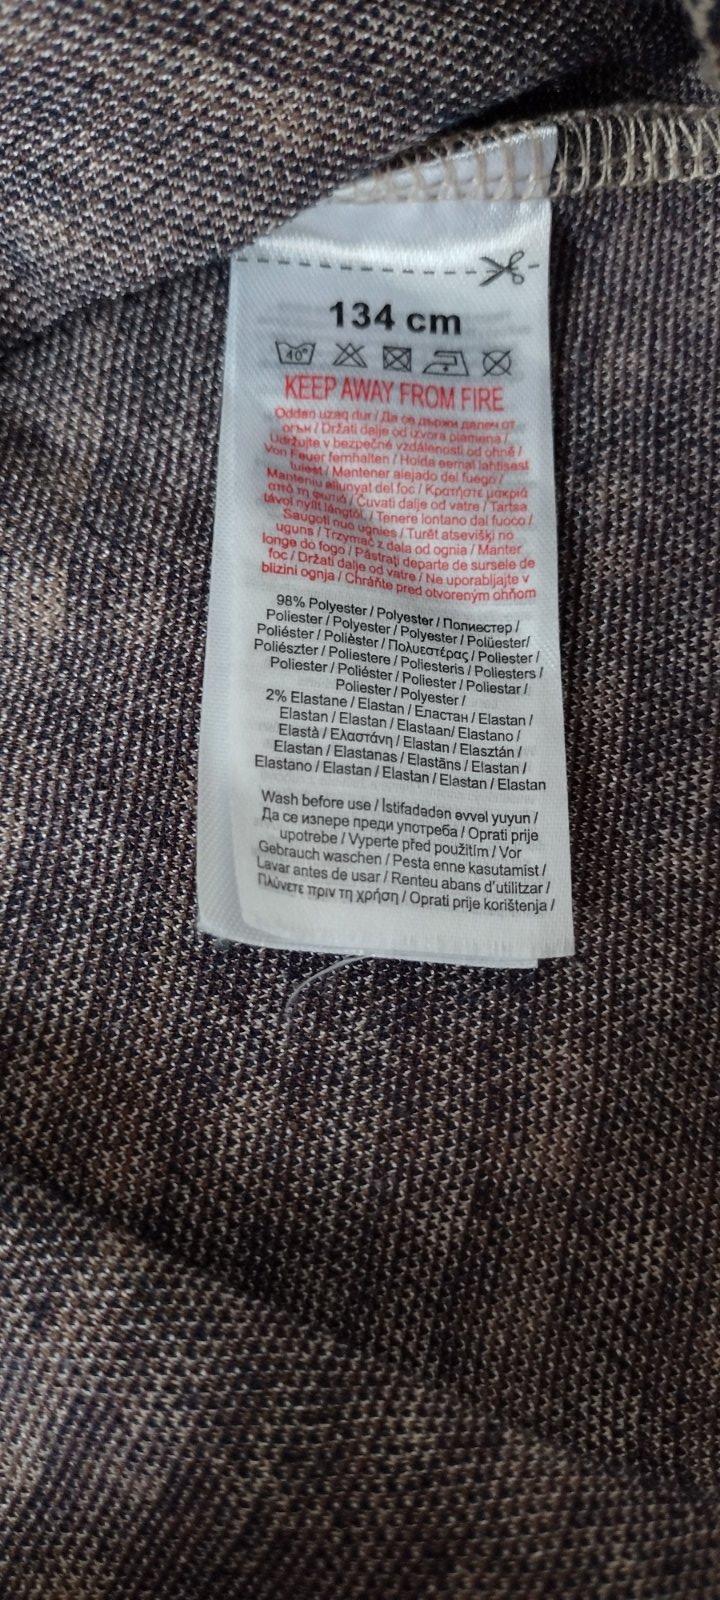 134 cm
40°
KEEP AWAY FROM FIRE
Oddan uzaq dur / Да се държи далеч от
огън / Držati dalje od izvora plamena /
Udržujte v bezpečné vzdálenosti od ohně /
Von Feuer fernhalten / Hoida eemal lahtisest
tulest / Mantener alejado del fuego /
Manteniu allunyat del foc / Κρατήστε μακριά
από τη φωτιά / Čuvati dalje od vatre / Tartsa
távol nyílt lángtól. / Tenere lontano dal fuoco /
Saugoti nuo ugnies / Turēt atsevišķi no
uguns / Trzymać z dala od ognia / Manter
longe do fogo / Păstrați departe de sursele de
foc / Držati dalje od vatre / Ne uporabljajte v
blizini ognja / Chráňte pred otvoreným ohňom
98% Polyester / Polyester / Полиестер /
Poliester / Polyester / Polyester / Polüester/
Poliéster / Polièster / Πολυεστέρας / Poliester /
Poliészter / Poliestere / Poliesteris / Poliesters /
Poliester / Poliéster / Poliester / Poliestar /
Poliester / Polyester /
2% Elastane / Elastan / Еластан / Elastan /
Elastan / Elastan / Elastaan / Elastano /
Elastà / Ελαστάνη / Elastan / Elasztán /
Elastan / Elastanas / Elastāns / Elastan /
Elastano / Elastan / Elastan / Elastan / Elastan
Wash before use / İstifadədən əvvəl yuyun /
Да се изпере преди употреба / Oprati prije
upotrebe / Vyperte před použitím / Vor
Gebrauch waschen / Pesta enne kasutamist /
Lavar antes de usar / Renteu abans d'utilitzar /
Πλύνετε πριν τη χρήση / Oprati prije korištenja /